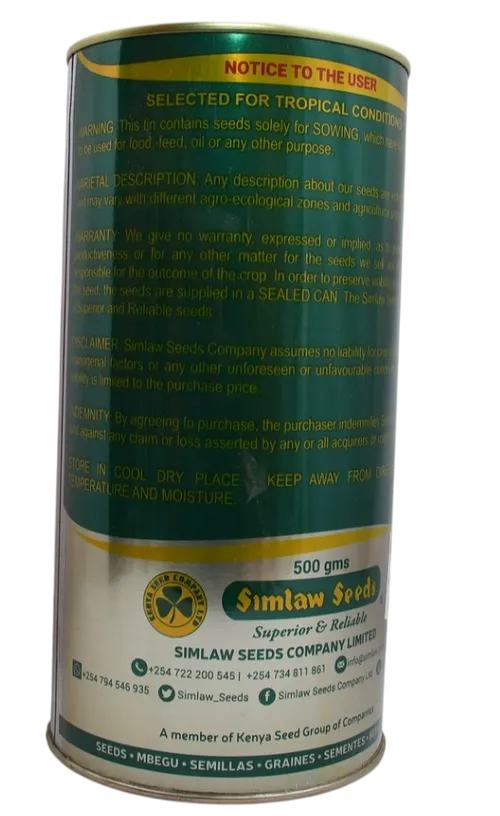 NOTICE TO THE USER
SELECTED FOR TROPICAL CONDITIONS
WARNING: This tin contains seeds solely for SOWING, which
to be used for food, feed, oil or any other purpose.
VARIETAL DESCRIPTION: Any description about our seeds
and may vary with different agro-ecological zones and
WARRANTY: We give no warranty, expressed or implied as
productiveness or for any other matter for the seeds we sell
responsible for the outcome of the crop. In order to preserve
the seed, the seeds are supplied in a SEALED CAN. The
Superior and Reliable seeds
DISCLAIMER: Simlaw Seeds Company assumes no liability for
managerial factors or any other unforeseen or unfavourable
liability is limited to the purchase price.
INDEMNITY: By agreeing to purchase, the purchaser indemnifies
and against any claim or loss asserted by any or all acquirers or
STORE IN COOL DRY PLACE. KEEP AWAY FROM
TEMPERATURE AND MOISTURE.
500 gms
KENYA SEED COMPANY LTD
Simlaw Seeds
Superior & Reliable
SIMLAW SEEDS COMPANY LIMITED
+254 722 200 545 | +254 734 811 861
+254 794 546 935 Simlaw_Seeds Simlaw Seeds Company Ltd
A member of Kenya Seed Group of Companies
SEEDS • MBEGU • SEMILLAS • GRAINES • SEMENTES •